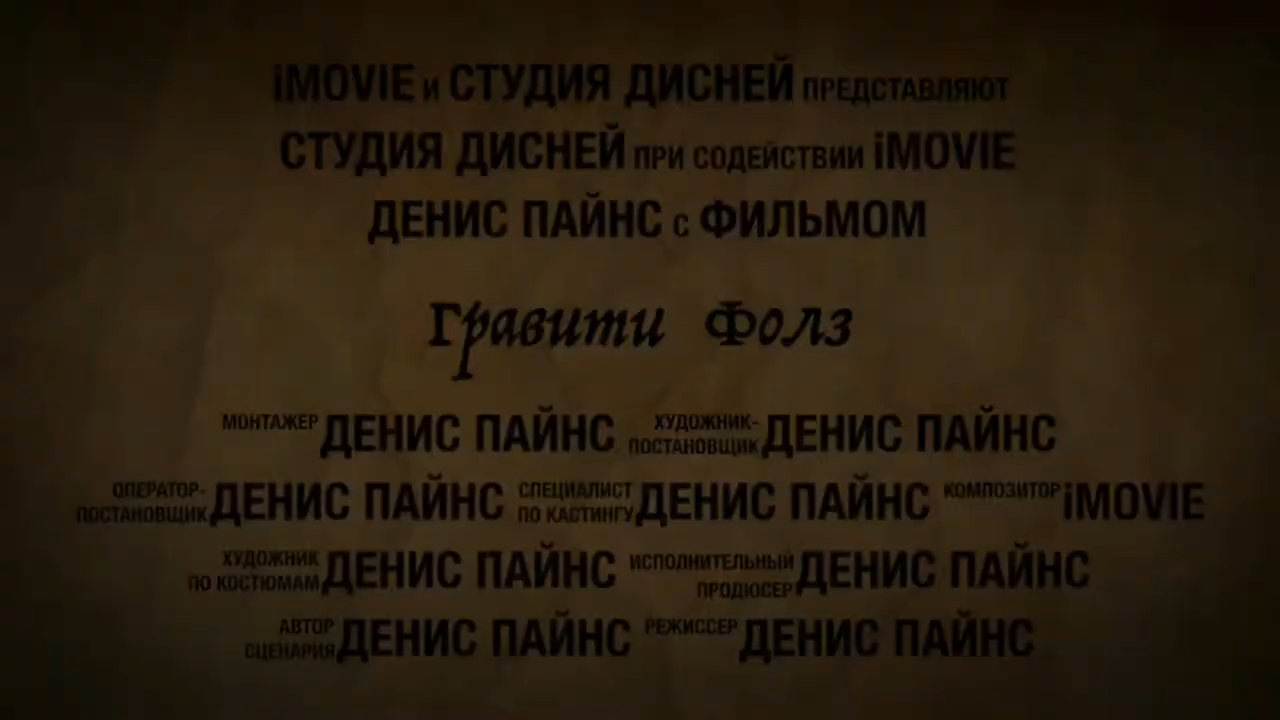 iMOVIE и СТУДИЯ ДИСНЕЙ ПРЕДСТАВЛЯЮТ
СТУДИЯ ДИСНЕЙ ПРИ СОДЕЙСТВИИ iMOVIE
ДЕНИС ПАЙНС С ФИЛЬМОМ
Гравити Фолз
МОНТАЖЕР ДЕНИС ПАЙНС ХУДОЖНИК-ПОСТАНОВЩИК ДЕНИС ПАЙНС
ОПЕРАТОР-ПОСТАНОВЩИК ДЕНИС ПАЙНС СПЕЦИАЛИСТ ПО КАСТИНГУ ДЕНИС ПАЙНС КОМПОЗИТОР iMOVIE
ХУДОЖНИК ПО КОСТЮМАМ ДЕНИС ПАЙНС ИСПОЛНИТЕЛЬНЫЙ ПРОДЮСЕР ДЕНИС ПАЙНС
АВТОР СЦЕНАРИЯ ДЕНИС ПАЙНС РЕЖИССЕР ДЕНИС ПАЙНС